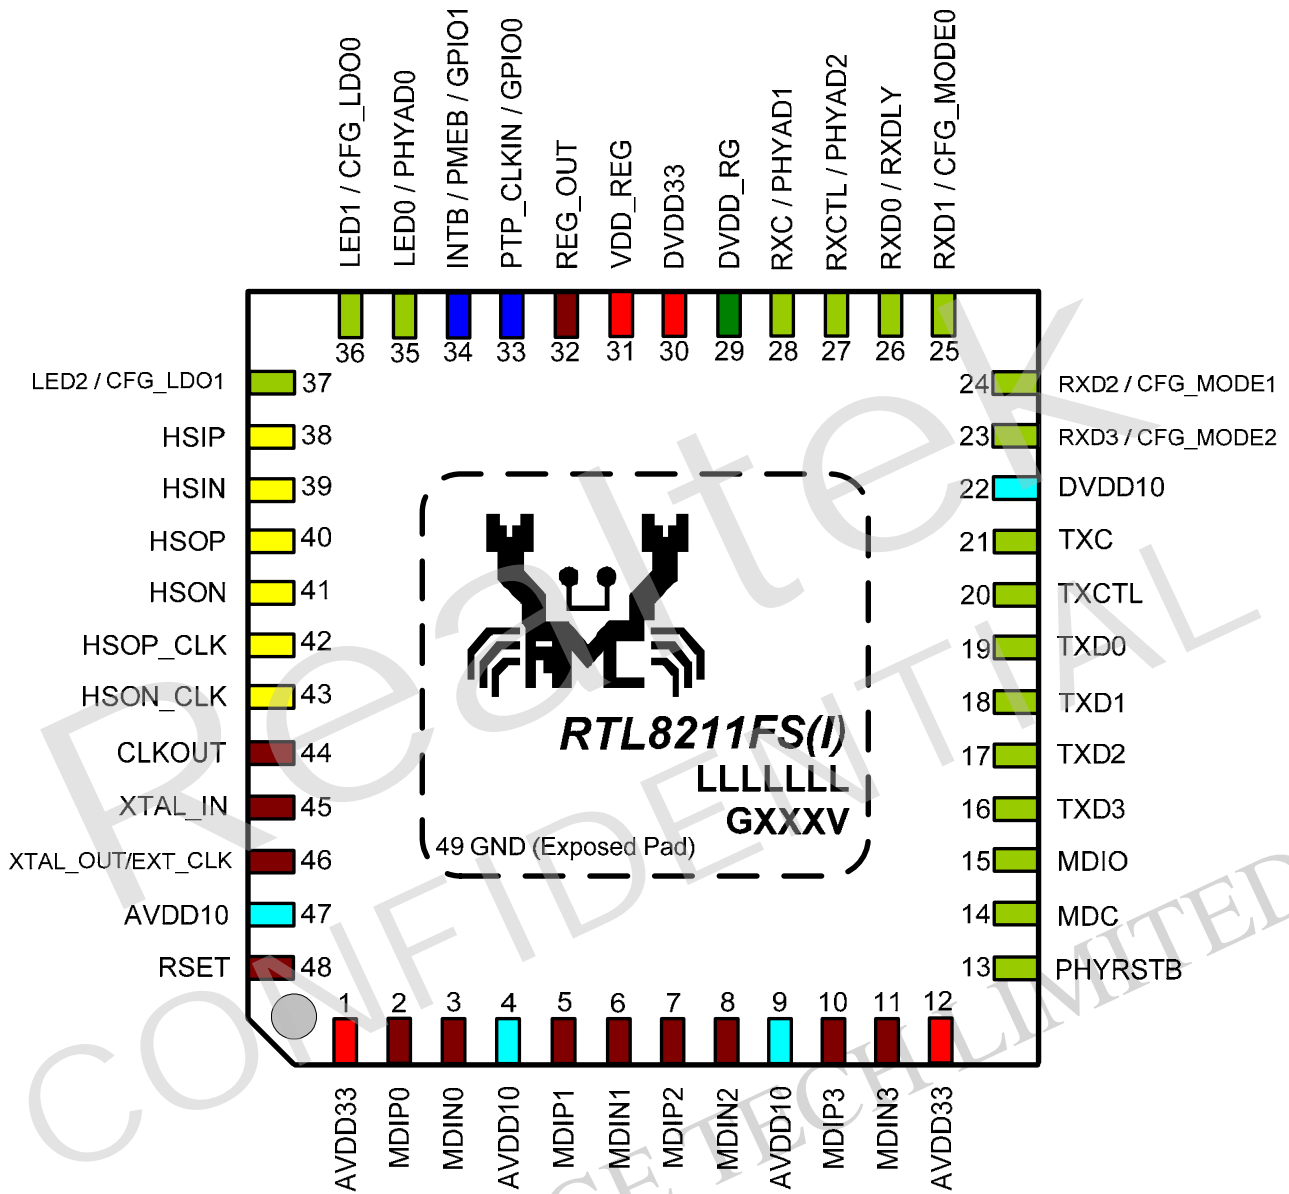 LED1 / CFG_LDO0
LED0 / PHYAD0
INTB / PMEB / GPIO1
PTP_CLKIN / GPIO0
REG_OUT
VDD_REG
DVDD33
DVDD_RG
RXC / PHYAD1
RXCTL / PHYAD2
RXD0 / RXDLY
RXD1 / CFG_MODE0
36 35 34 33 32 31 30 29 28 27 26 25
LED2 / CFG_LDO1 37
HSIP 38
HSIN 39
HSOP 40
HSON 41
HSOP_CLK 42
HSON_CLK 43
CLKOUT 44
XTAL_IN 45
XTAL_OUT/EXT_CLK 46
AVDD10 47
RSET 48
24 RXD2 / CFG_MODE1
23 RXD3 / CFG_MODE2
22 DVDD10
21 TXC
20 TXCTL
19 TXD0
18 TXD1
17 TXD2
16 TXD3
15 MDIO
14 MDC
13 PHYRSTB
RTL8211FS(I)
LLLLLLL
GXXXV
49 GND (Exposed Pad)
1 2 3 4 5 6 7 8 9 10 11 12
AVDD33
MDIP0
MDIN0
AVDD10
MDIP1
MDIN1
MDIP2
MDIN2
AVDD10
MDIP3
MDIN3
AVDD33
Realtek
CONFIDENTIAL
TECH LIMITED